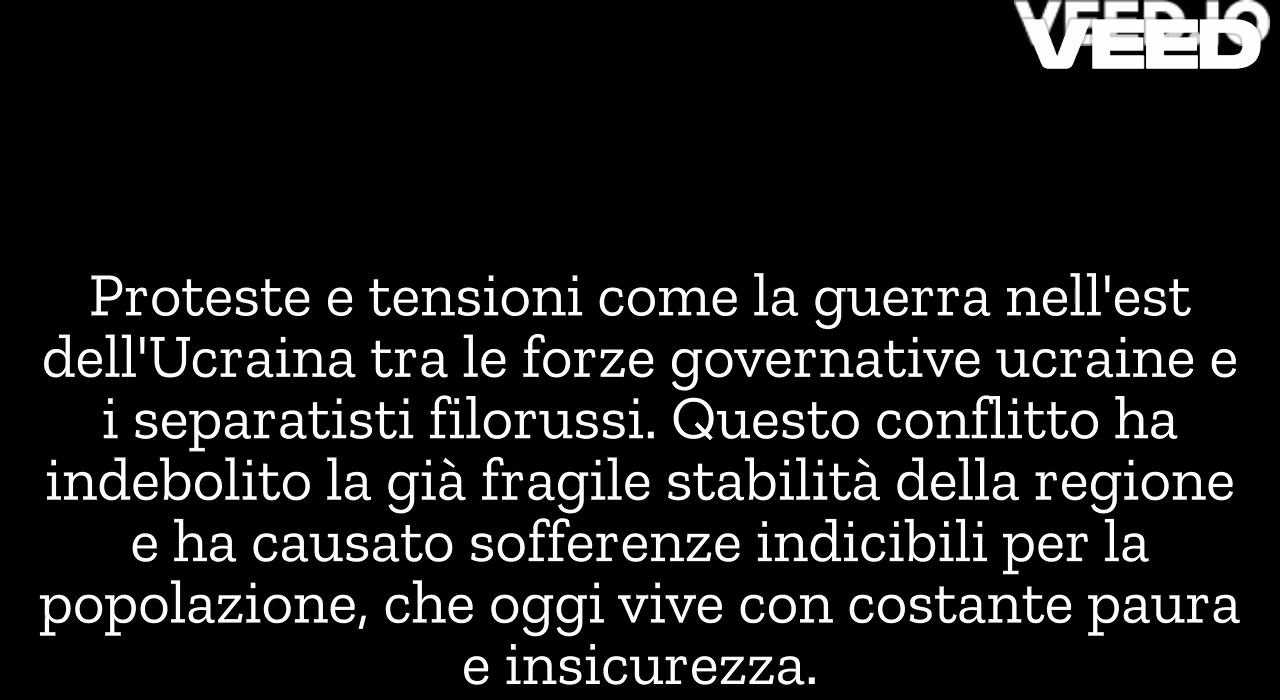 VEED.IO
VEED
Proteste e tensioni come la guerra nell'est
dell'Ucraina tra le forze governative ucraine e
i separatisti filorussi. Questo conflitto ha
indebolito la già fragile stabilità della regione
e ha causato sofferenze indicibili per la
popolazione, che oggi vive con costante paura
e insicurezza.